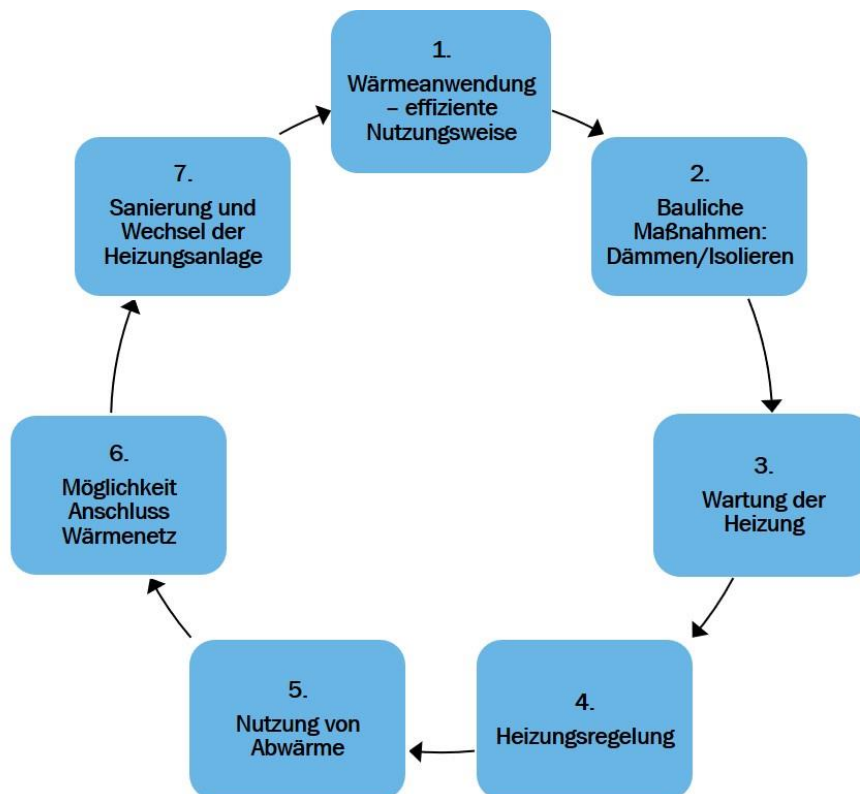 1.
Wärmeanwendung
– effiziente
Nutzungsweise
2.
Bauliche
Maßnahmen:
Dämmen/Isolieren
3.
Wartung der
Heizung
4.
Heizungsregelung
5.
Nutzung von
Abwärme
6.
Möglichkeit
Anschluss
Wärmenetz
7.
Sanierung und
Wechsel der
Heizungsanlage